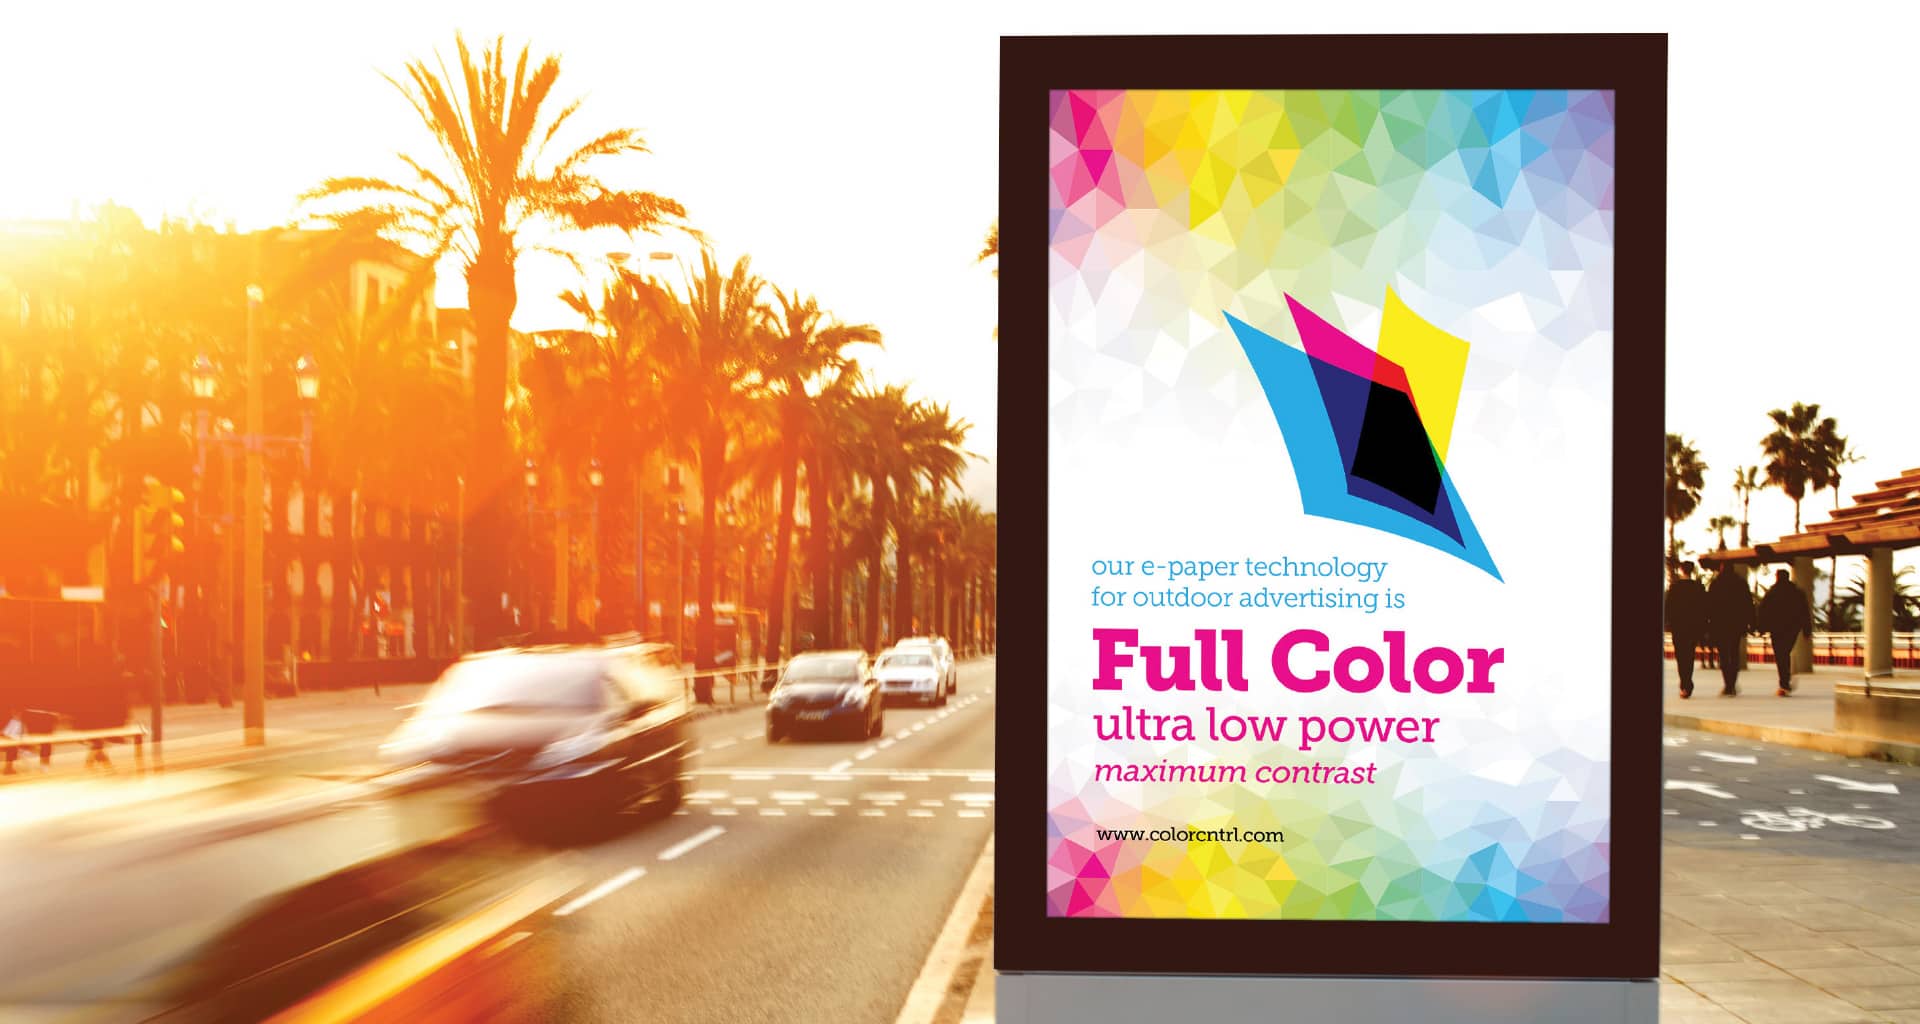 our e-paper technology
for outdoor advertising is
Full Color
ultra low power
maximum contrast
www.colorcntrl.com